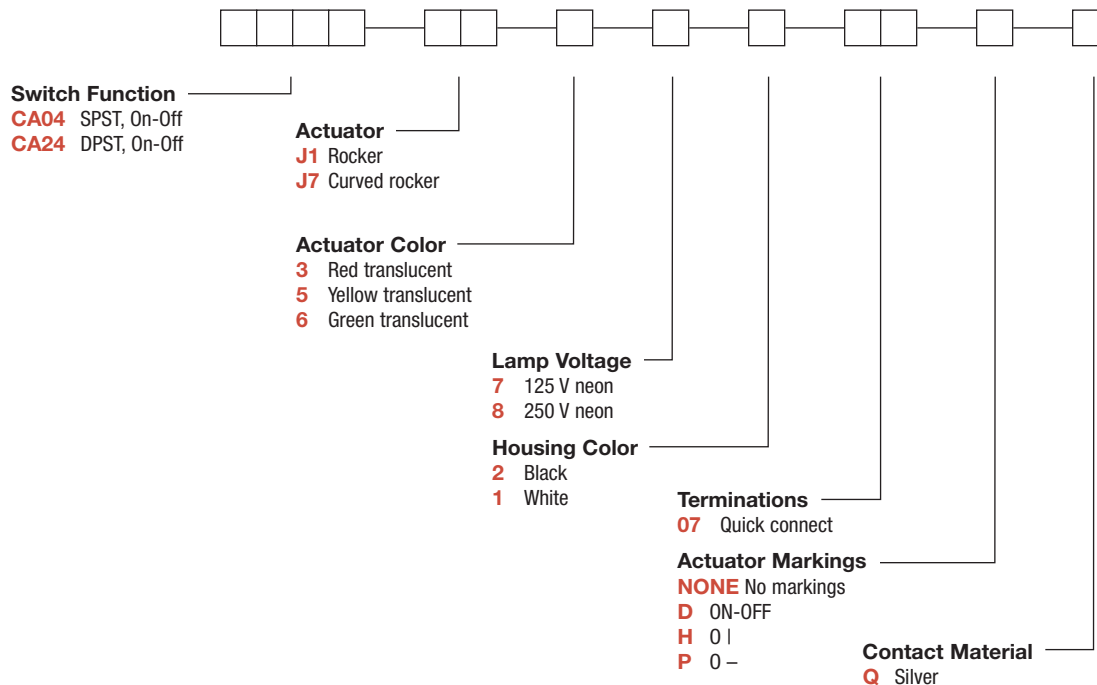 Switch Function
CA04 SPST, On-Off
CA24 DPST, On-Off
Actuator
J1 Rocker
J7 Curved rocker
Actuator Color
3 Red translucent
5 Yellow translucent
6 Green translucent
Lamp Voltage
7 125 V neon
8 250 V neon
Housing Color
2 Black
1 White
Terminations
07 Quick connect
Actuator Markings
NONE No markings
D ON-OFF
H 0 |
P 0 –
Contact Material
Q Silver